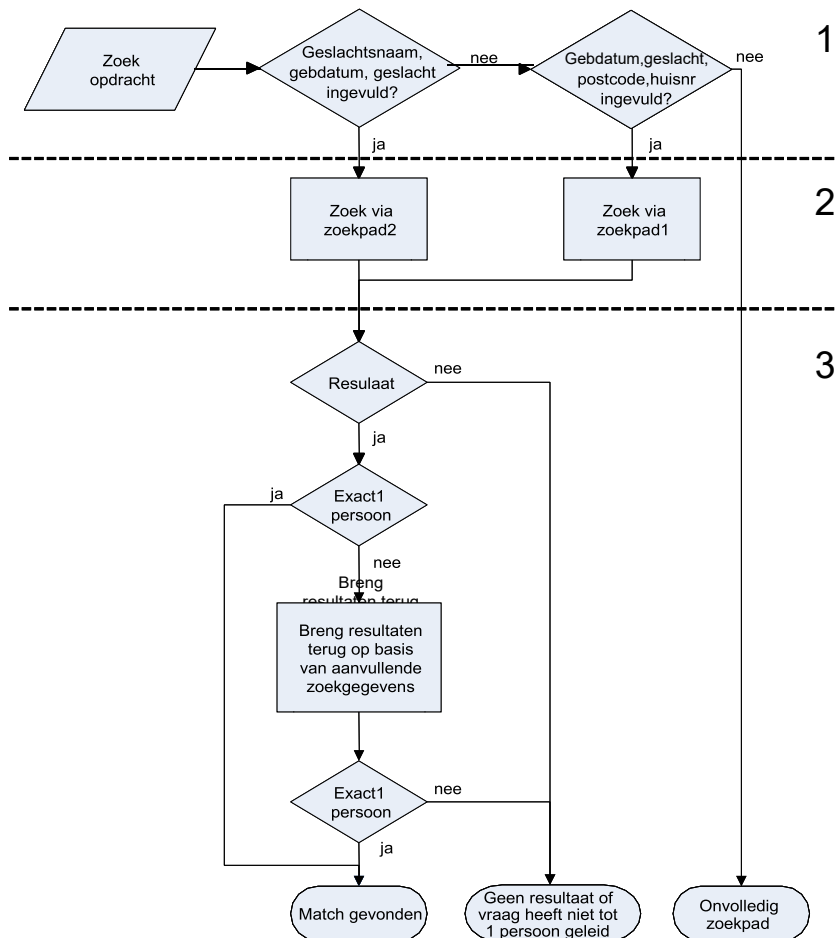 Zoek
opdracht
Geslachtsnaam,
gebdatum, geslacht
ingevuld?
nee
Gebdatum,geslacht,
postcode,huisnr
ingevuld?
nee
1
ja
ja
Zoek via
zoekpad2
Zoek via
zoekpad1
2
Resulaat
nee
3
ja
Exact1
persoon
ja
nee
Breng
resultaten terug
Breng resultaten
terug op basis
van aanvullende
zoekgegevens
Exact1
persoon
nee
ja
Match gevonden
Geen resultaat of
vraag heeft niet tot
1 persoon geleid
Onvolledig
zoekpad